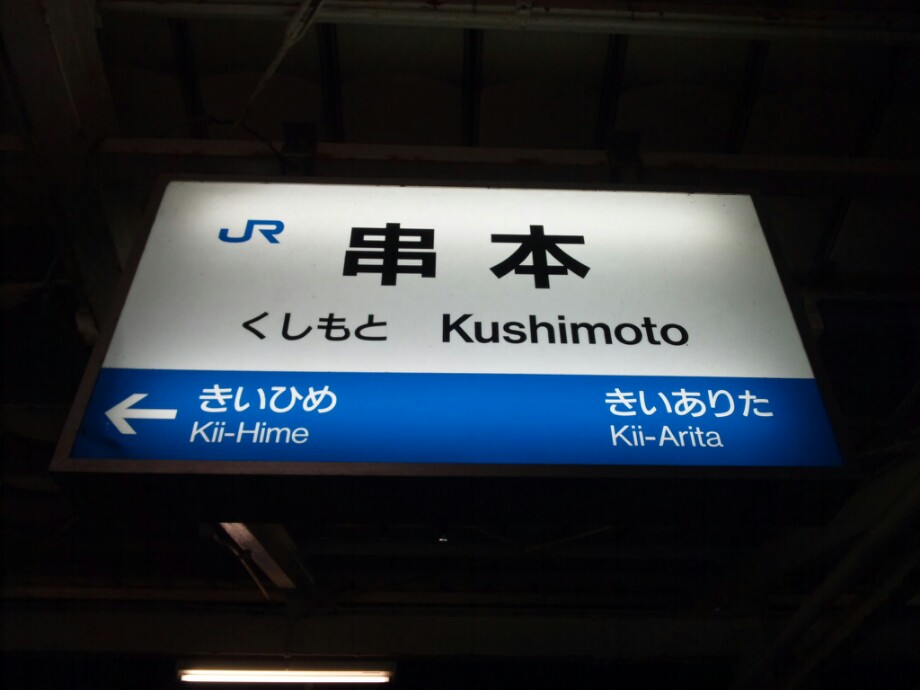 JR 串本
くしもと Kushimoto
← きいひめ きいありた
Kii-Hime Kii-Arita